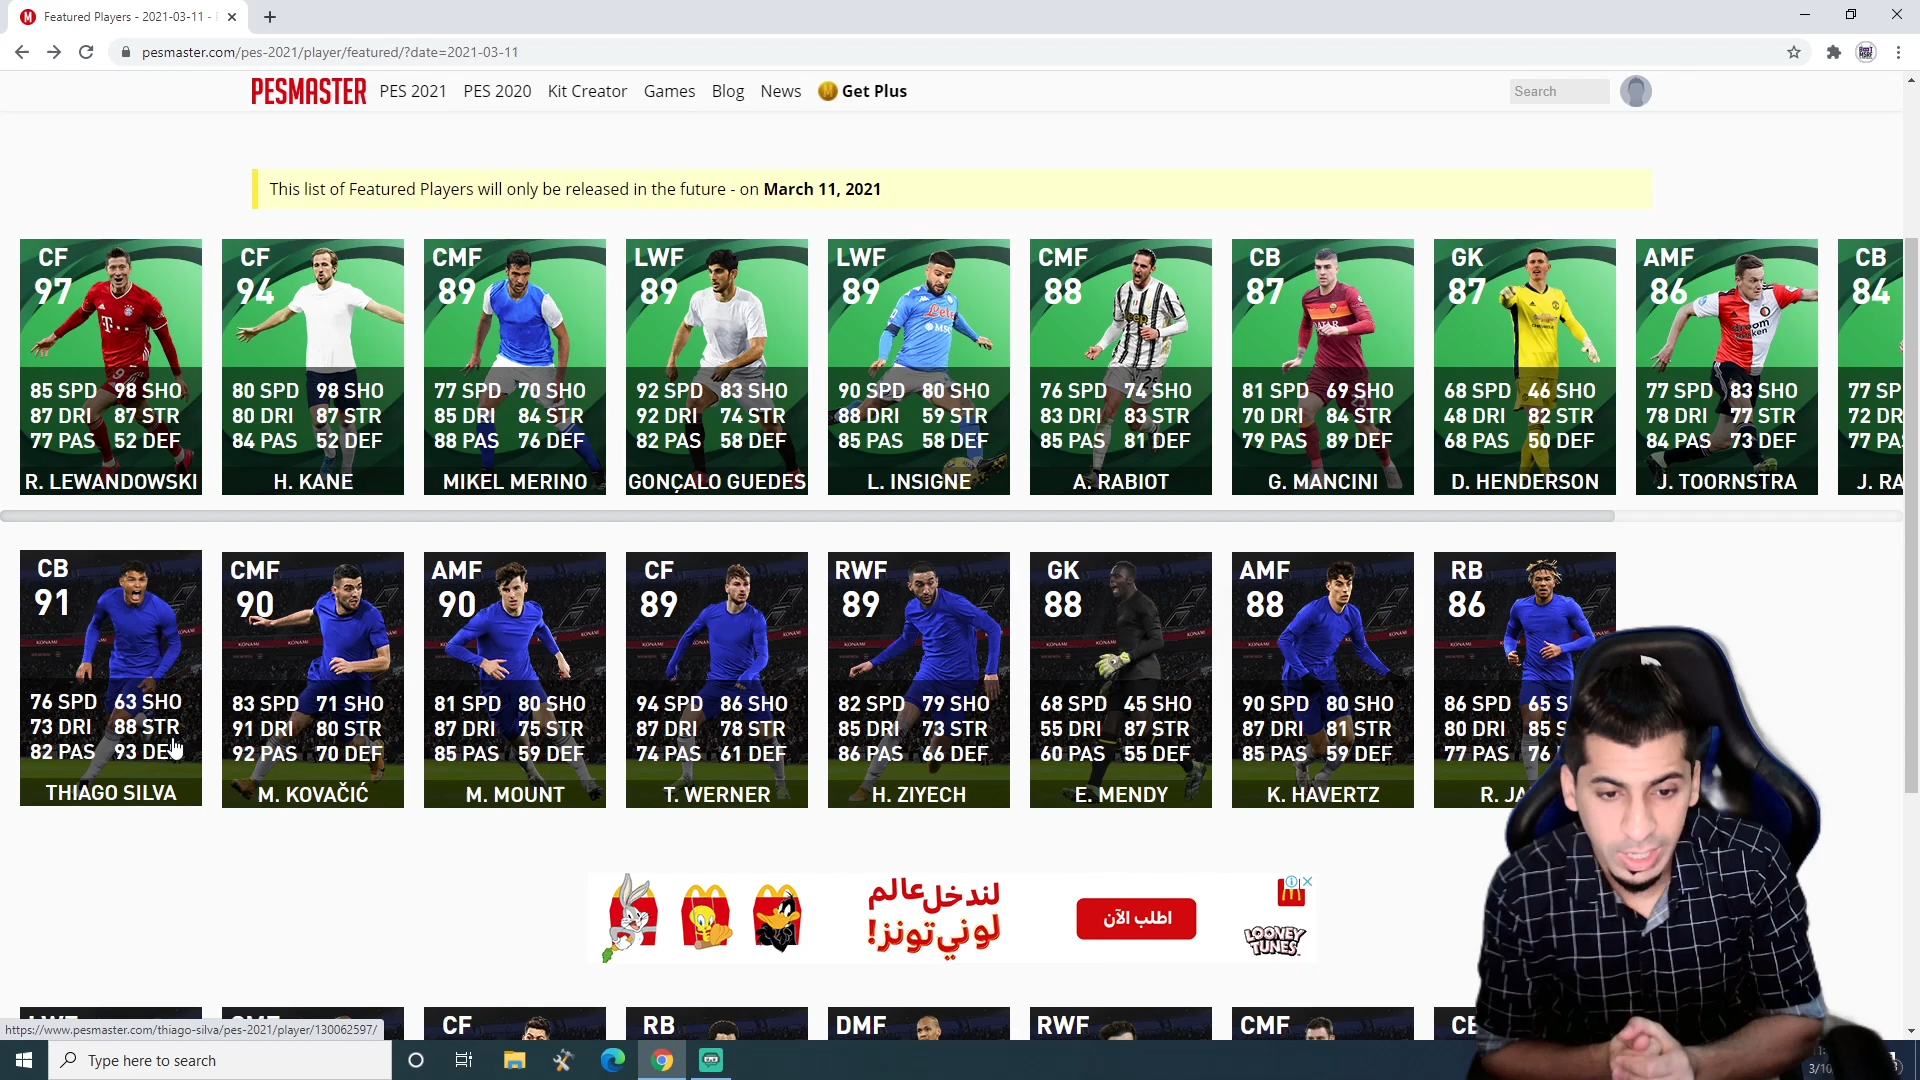 Featured Players - 2021-03-11 -
pesmaster.com/pes-2021/player/featured/?date=2021-03-11
PESMASTER PES 2021 PES 2020 Kit Creator Games Blog News Get Plus Search
This list of Featured Players will only be released in the future - on March 11, 2021
CF
97
85 SPD 98 SHO
87 DRI 87 STR
77 PAS 52 DEF
R. LEWANDOWSKI
CF
94
80 SPD 98 SHO
80 DRI 87 STR
84 PAS 52 DEF
H. KANE
CMF
89
77 SPD 70 SHO
85 DRI 84 STR
88 PAS 76 DEF
MIKEL MERINO
LWF
89
92 SPD 83 SHO
92 DRI 74 STR
82 PAS 58 DEF
GONÇALO GUEDES
LWF
89
90 SPD 80 SHO
88 DRI 59 STR
85 PAS 58 DEF
L. INSIGNE
CMF
88
76 SPD 74 SHO
83 DRI 83 STR
85 PAS 81 DEF
A. RABIOT
CB
87
81 SPD 69 SHO
70 DRI 84 STR
79 PAS 89 DEF
G. MANCINI
GK
87
68 SPD 46 SHO
48 DRI 82 STR
68 PAS 50 DEF
D. HENDERSON
AMF
86
77 SPD 83 SHO
78 DRI 77 STR
84 PAS 73 DEF
J. TOORNSTRA
CB
84
77 SP
72 DR
77 PA
J. RA
CB
91
76 SPD 63 SHO
73 DRI 88 STR
82 PAS 93 DEF
THIAGO SILVA
CMF
90
83 SPD 71 SHO
91 DRI 80 STR
92 PAS 70 DEF
M. KOVAČIĆ
AMF
90
81 SPD 80 SHO
87 DRI 75 STR
85 PAS 59 DEF
M. MOUNT
CF
89
94 SPD 86 SHO
87 DRI 78 STR
74 PAS 61 DEF
T. WERNER
RWF
89
82 SPD 79 SHO
85 DRI 73 STR
86 PAS 66 DEF
H. ZIYECH
GK
88
68 SPD 45 SHO
55 DRI 87 STR
60 PAS 55 DEF
E. MENDY
AMF
88
90 SPD 80 SHO
87 DRI 81 STR
85 PAS 59 DEF
K. HAVERTZ
RB
86
86 SPD 65 S
80 DRI 85 S
77 PAS 76
R. JA
لندخل عالم
لوني تونز!
اطلب الآن
LOONEY
TUNES
CF
RB
DMF
RWF
CMF
https://www.pesmaster.com/thiago-silva/pes-2021/player/130062597/
Type here to search
3/10